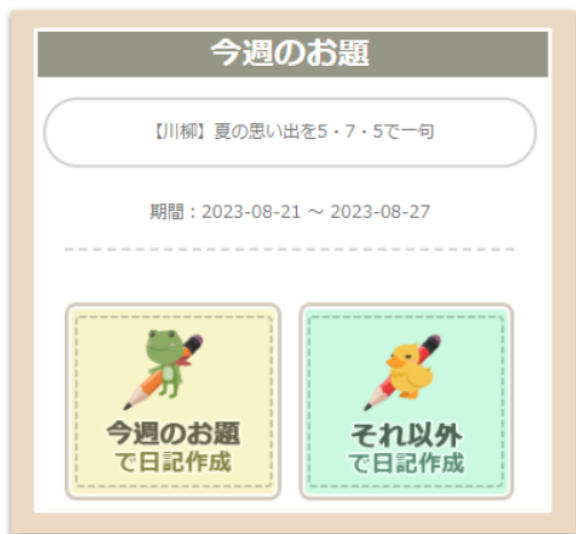 今週のお題
【川柳】夏の思い出を5・7・5で一句
期間：2023-08-21 ～ 2023-08-27
今週のお題
で日記作成
それ以外
で日記作成